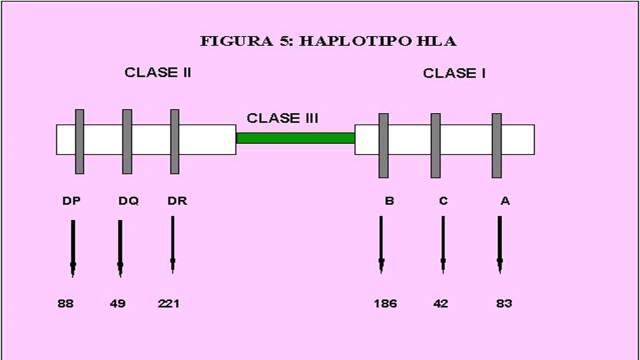 FIGURA 5: HAPLOTIPO HLA
CLASE II
CLASE I
CLASE III
DP DQ DR B C A
88 49 221 186 42 83